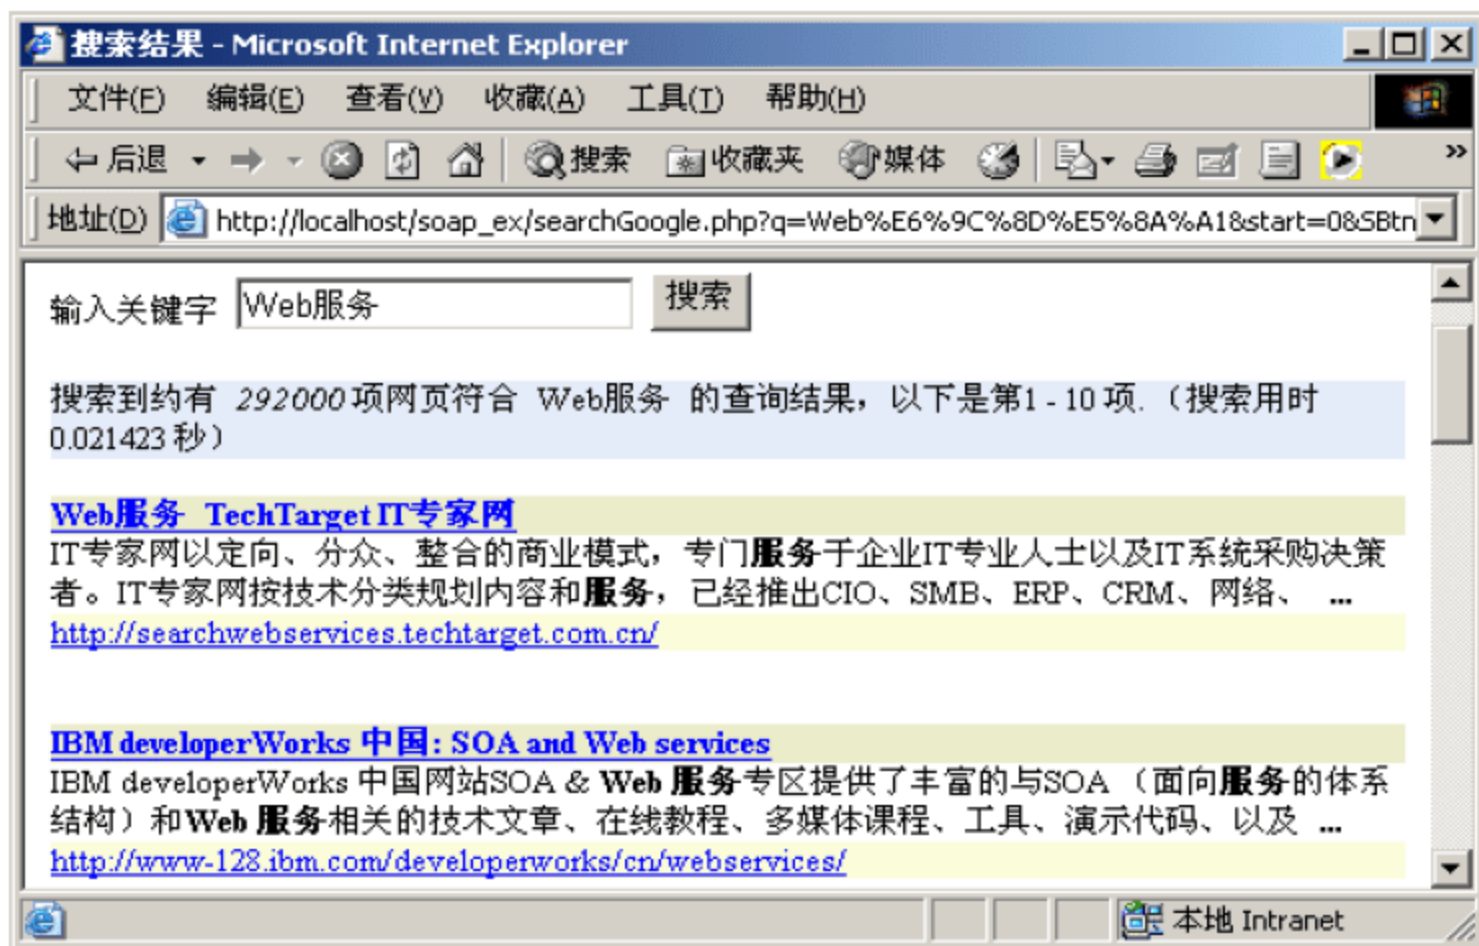 搜索结果 - Microsoft Internet Explorer
文件(F) 编辑(E) 查看(V) 收藏(A) 工具(T) 帮助(H)
后退 搜索 收藏夹 媒体 »
地址(D) http://localhost/soap_ex/searchGoogle.php?q=Web%E6%9C%8D%E5%8A%A1&start=0&SBtn
输入关键字 Web服务 搜索
搜索到约有 292000 项网页符合 Web服务 的查询结果，以下是第1 - 10 项.（搜索用时
0.021423 秒）
Web服务 TechTarget IT专家网
IT专家网以定向、分众、整合的商业模式，专门服务于企业IT专业人士以及IT系统采购决策
者。IT专家网按技术分类规划内容和服务，已经推出CIO、SMB、ERP、CRM、网络、 ...
http://searchwebservices.techtarget.com.cn/
IBM developerWorks 中国: SOA and Web services
IBM developerWorks 中国网站SOA & Web 服务专区提供了丰富的与SOA （面向服务的体系
结构）和Web 服务相关的技术文章、在线教程、多媒体课程、工具、演示代码、以及 ...
http://www-128.ibm.com/developerworks/cn/webservices/
本地 Intranet